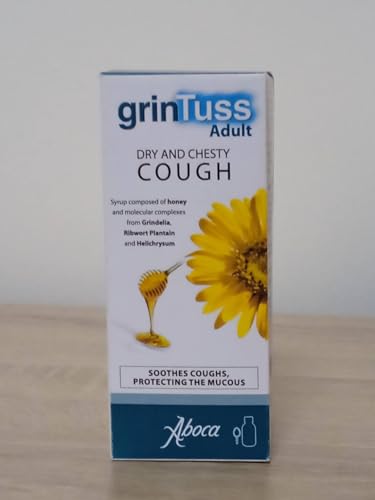 grinTuss
Adult
DRY AND CHESTY
COUGH
Syrup composed of honey
and molecular complexes
from Grindelia,
Ribwort Plantain
and Helichrysum
SOOTHES COUGHS,
PROTECTING THE MUCOUS
Aboca